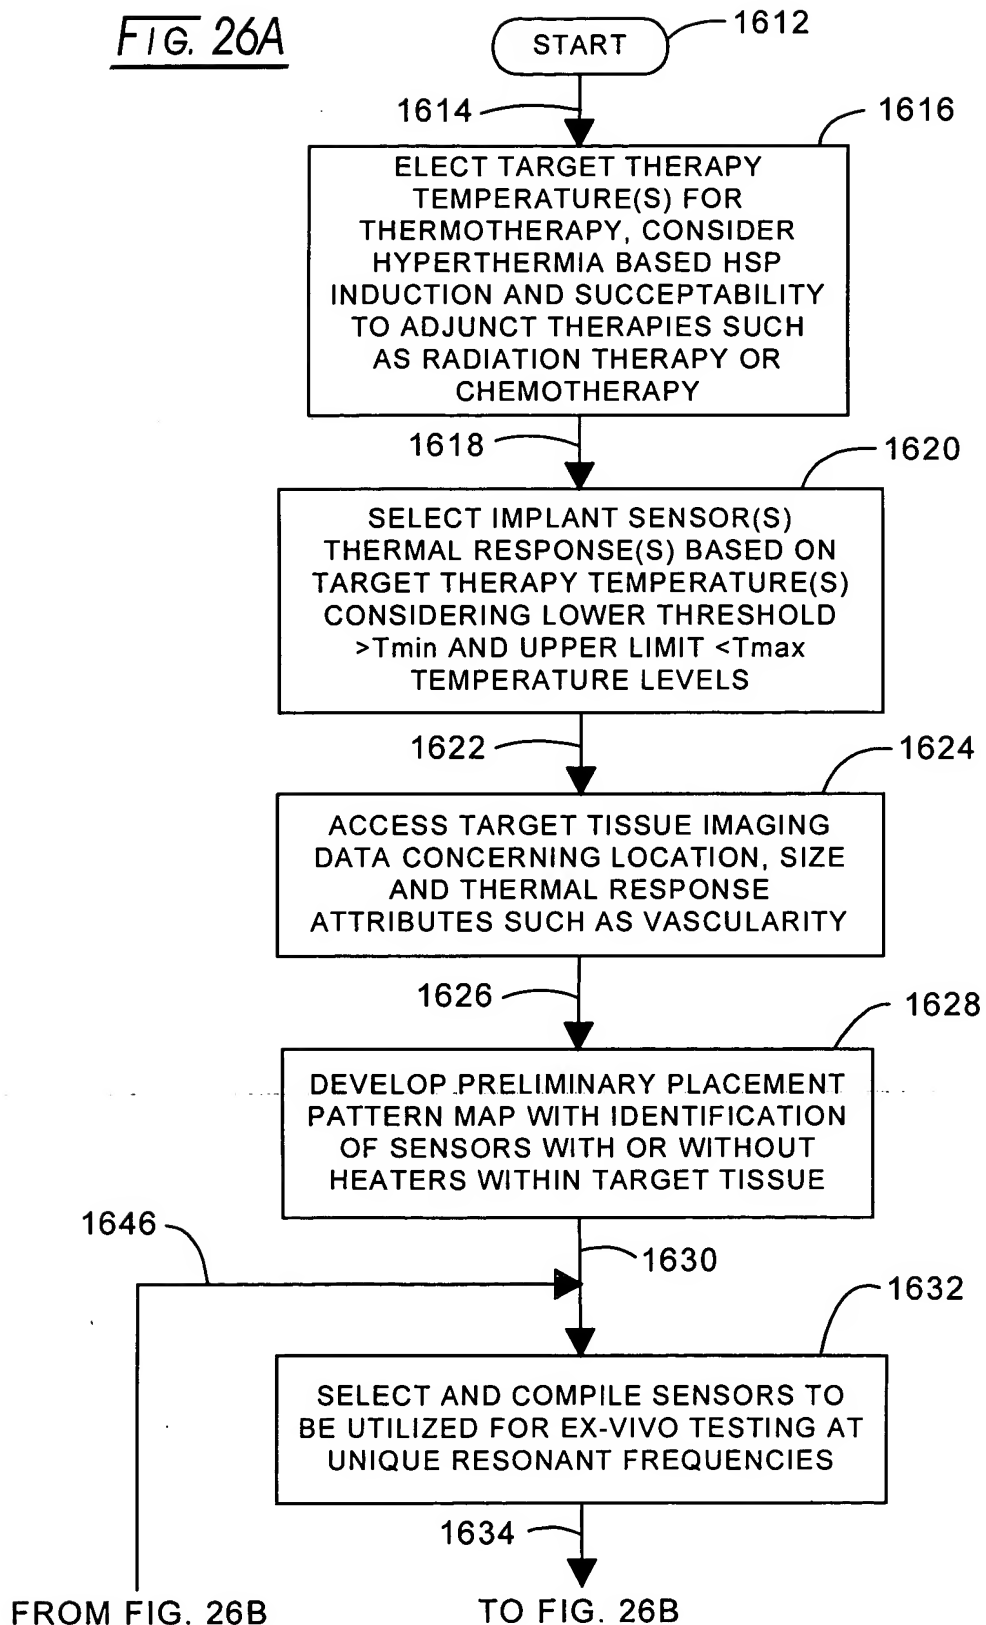 FIG. 26A
START
1612
1614
1616
ELECT TARGET THERAPY
TEMPERATURE(S) FOR
THERMOTHERAPY, CONSIDER
HYPERTHERMIA BASED HSP
INDUCTION AND SUCCEPTABILITY
TO ADJUNCT THERAPIES SUCH
AS RADIATION THERAPY OR
CHEMOTHERAPY
1618
1620
SELECT IMPLANT SENSOR(S)
THERMAL RESPONSE(S) BASED ON
TARGET THERAPY TEMPERATURE(S)
CONSIDERING LOWER THRESHOLD
>Tmin AND UPPER LIMIT <Tmax
TEMPERATURE LEVELS
1622
1624
ACCESS TARGET TISSUE IMAGING
DATA CONCERNING LOCATION, SIZE
AND THERMAL RESPONSE
ATTRIBUTES SUCH AS VASCULARITY
1626
1628
DEVELOP PRELIMINARY PLACEMENT
PATTERN MAP WITH IDENTIFICATION
OF SENSORS WITH OR WITHOUT
HEATERS WITHIN TARGET TISSUE
1646
1630
1632
SELECT AND COMPILE SENSORS TO
BE UTILIZED FOR EX-VIVO TESTING AT
UNIQUE RESONANT FREQUENCIES
1634
FROM FIG. 26B
TO FIG. 26B